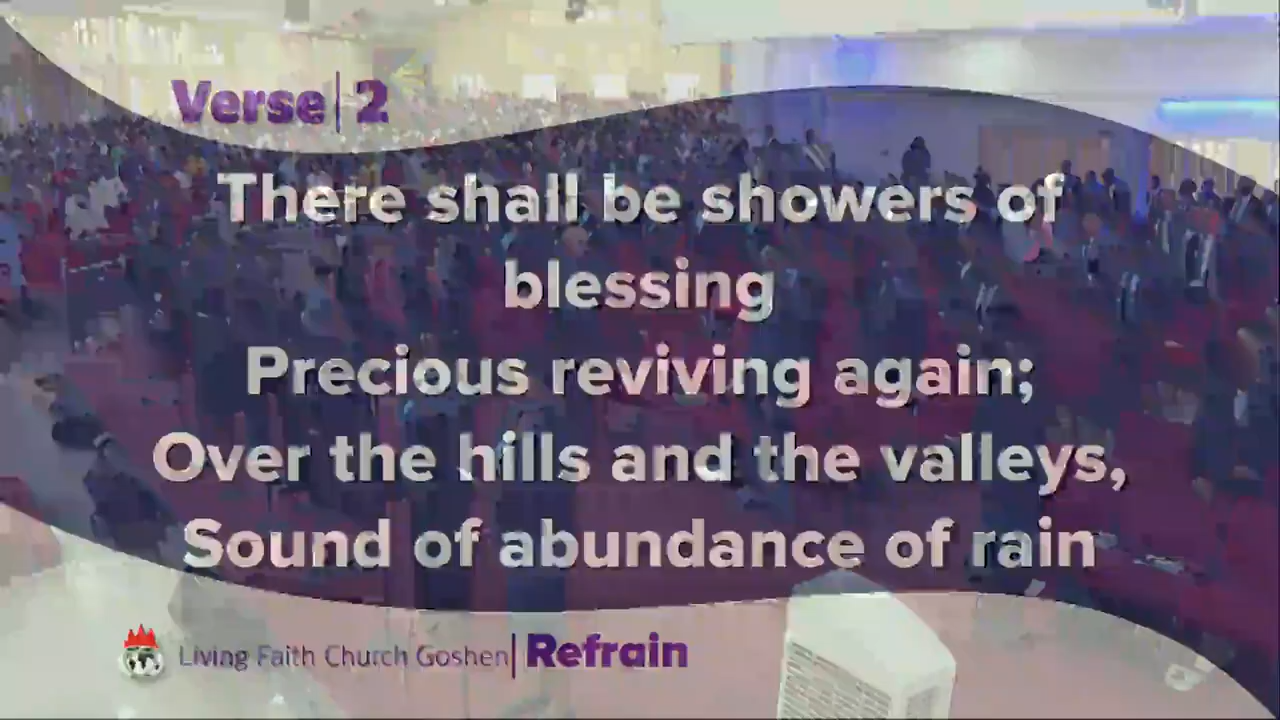 Verse|2
There shall be showers of
blessing
Precious reviving again;
Over the hills and the valleys,
Sound of abundance of rain
Living Faith Church Goshen|Refrain